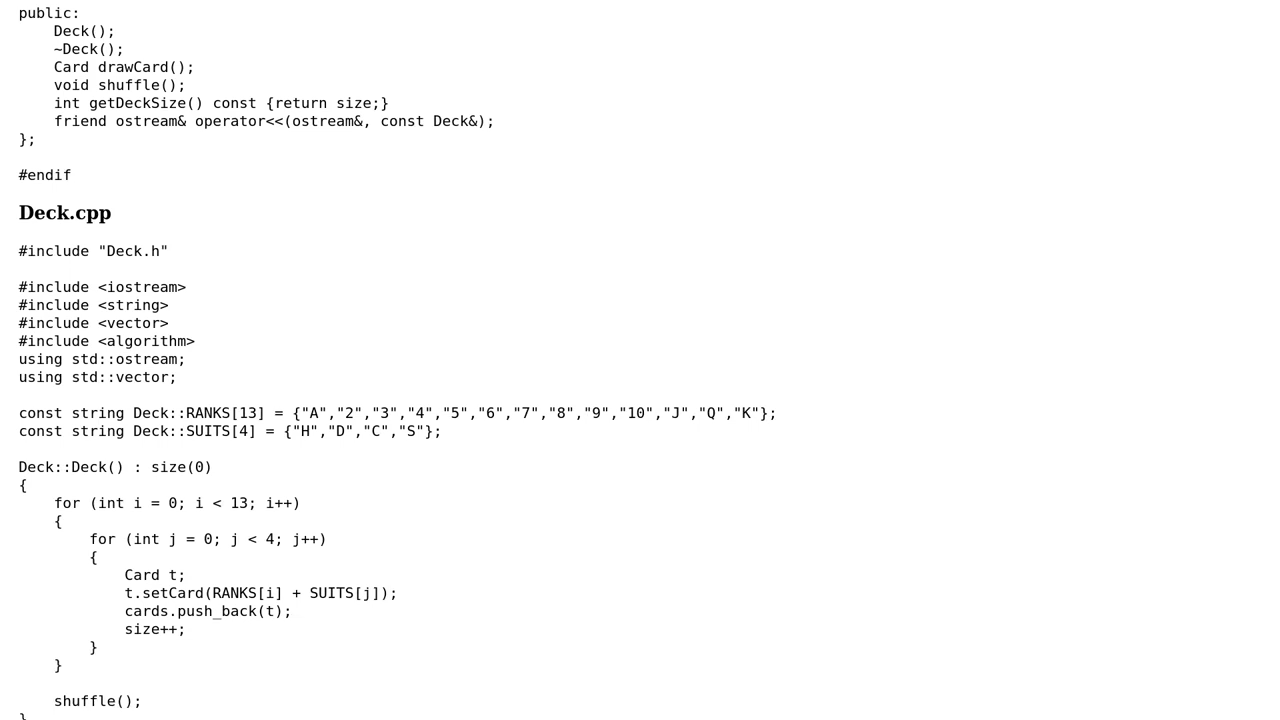 public:
    Deck();
    ~Deck();
    Card drawCard();
    void shuffle();
    int getDeckSize() const {return size;}
    friend ostream& operator<<(ostream&, const Deck&);
};

#endif
Deck.cpp
#include "Deck.h"

#include <iostream>
#include <string>
#include <vector>
#include <algorithm>
using std::ostream;
using std::vector;

const string Deck::RANKS[13] = {"A","2","3","4","5","6","7","8","9","10","J","Q","K"};
const string Deck::SUITS[4] = {"H","D","C","S"};

Deck::Deck() : size(0)
{
    for (int i = 0; i < 13; i++)
    {
        for (int j = 0; j < 4; j++)
        {
            Card t;
            t.setCard(RANKS[i] + SUITS[j]);
            cards.push_back(t);
            size++;
        }
    }

    shuffle();
}